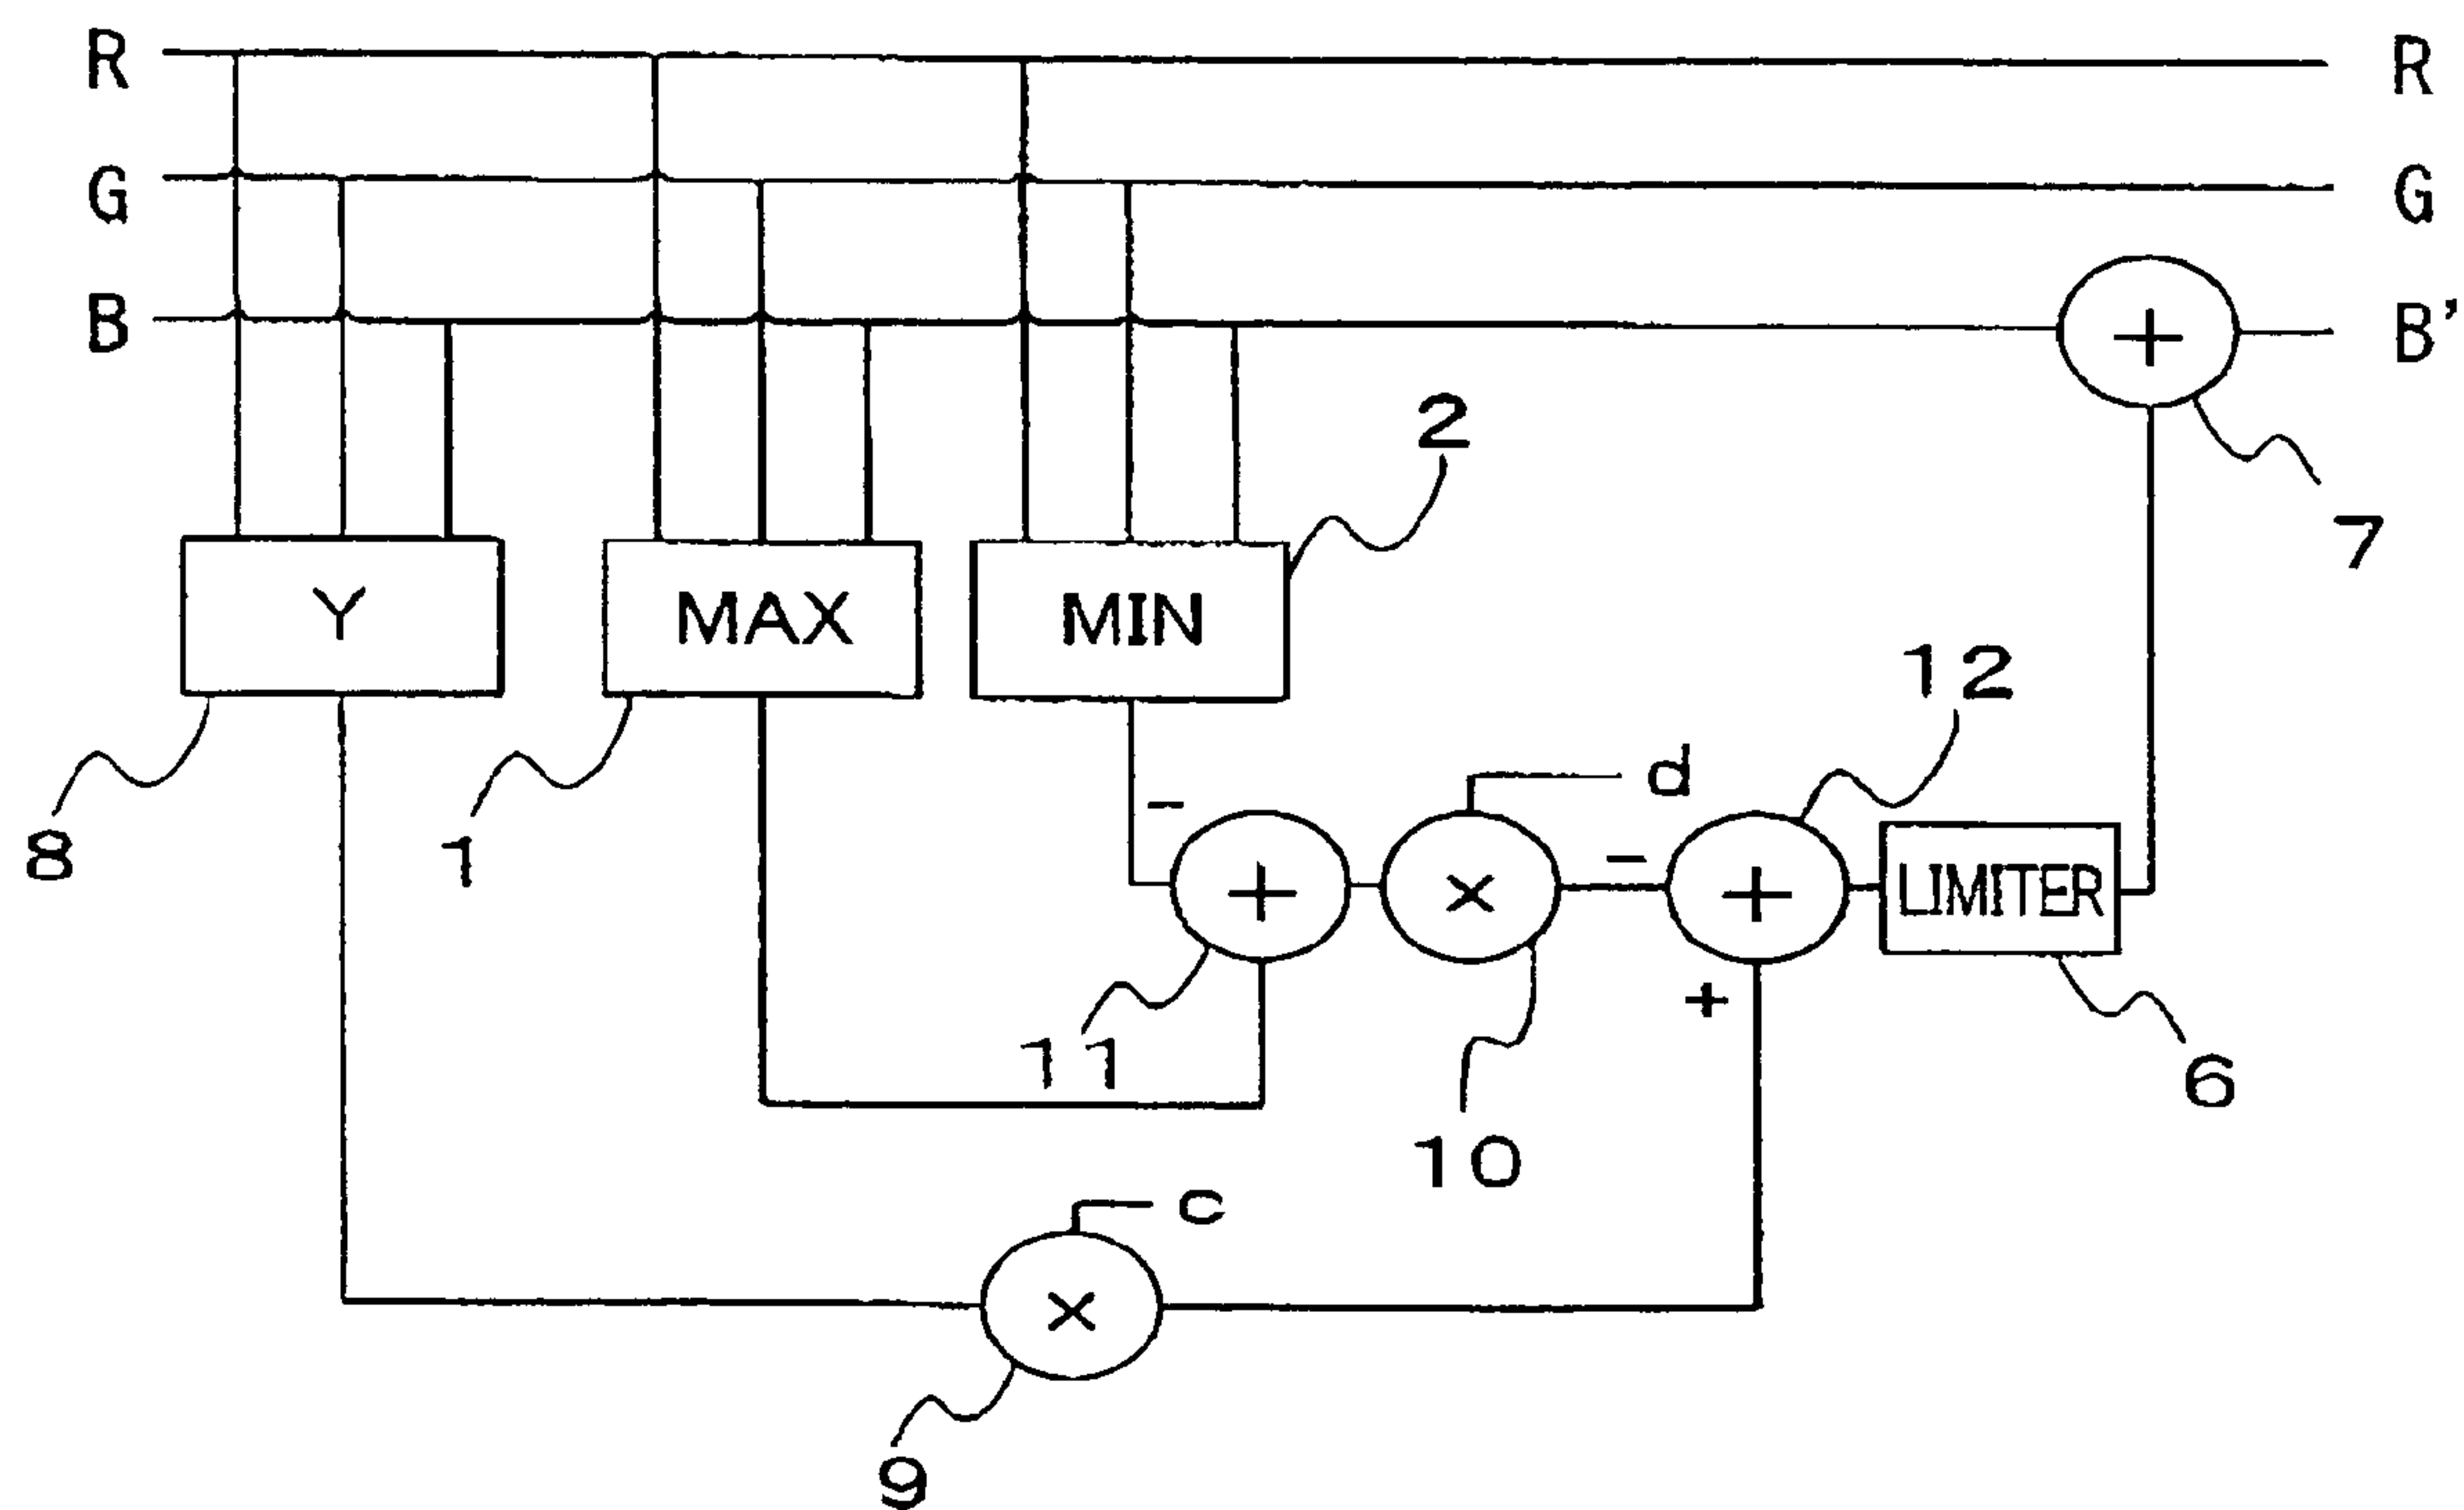 R R
G G
B B'
2
7
Y MAX MIN
12
d
8 1 - + × - + LIMITER
+
11 6
10
c
×
9
+